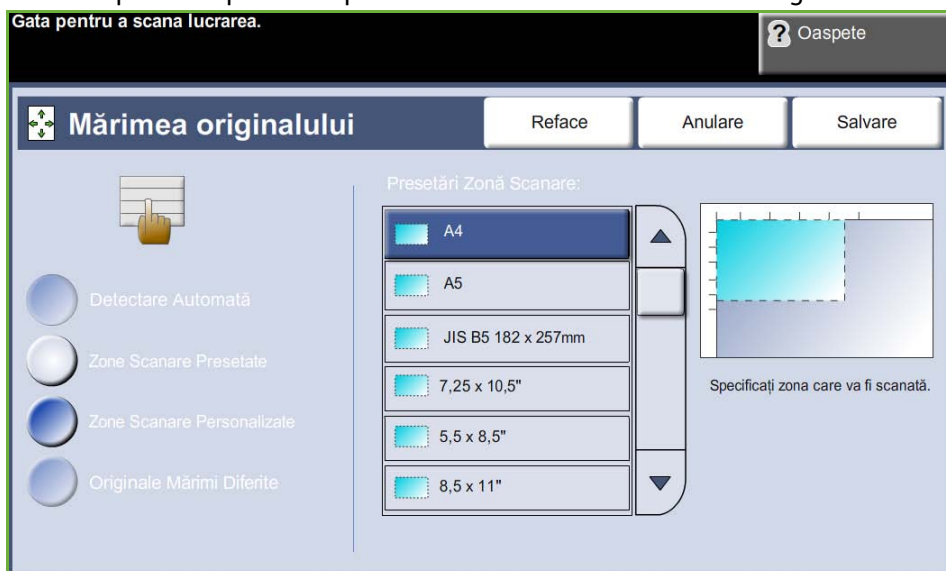 Gata pentru a scana lucrarea.
Oaspete
Mărimea originalului
Reface
Anulare
Salvare
Presetări Zonă Scanare:
Detectare Automată
Zone Scanare Presetate
Zone Scanare Personalizate
Originale Mărimi Diferite
A4
A5
JIS B5 182 x 257mm
7,25 x 10,5"
5,5 x 8,5"
8,5 x 11"
Specificați zona care va fi scanată.